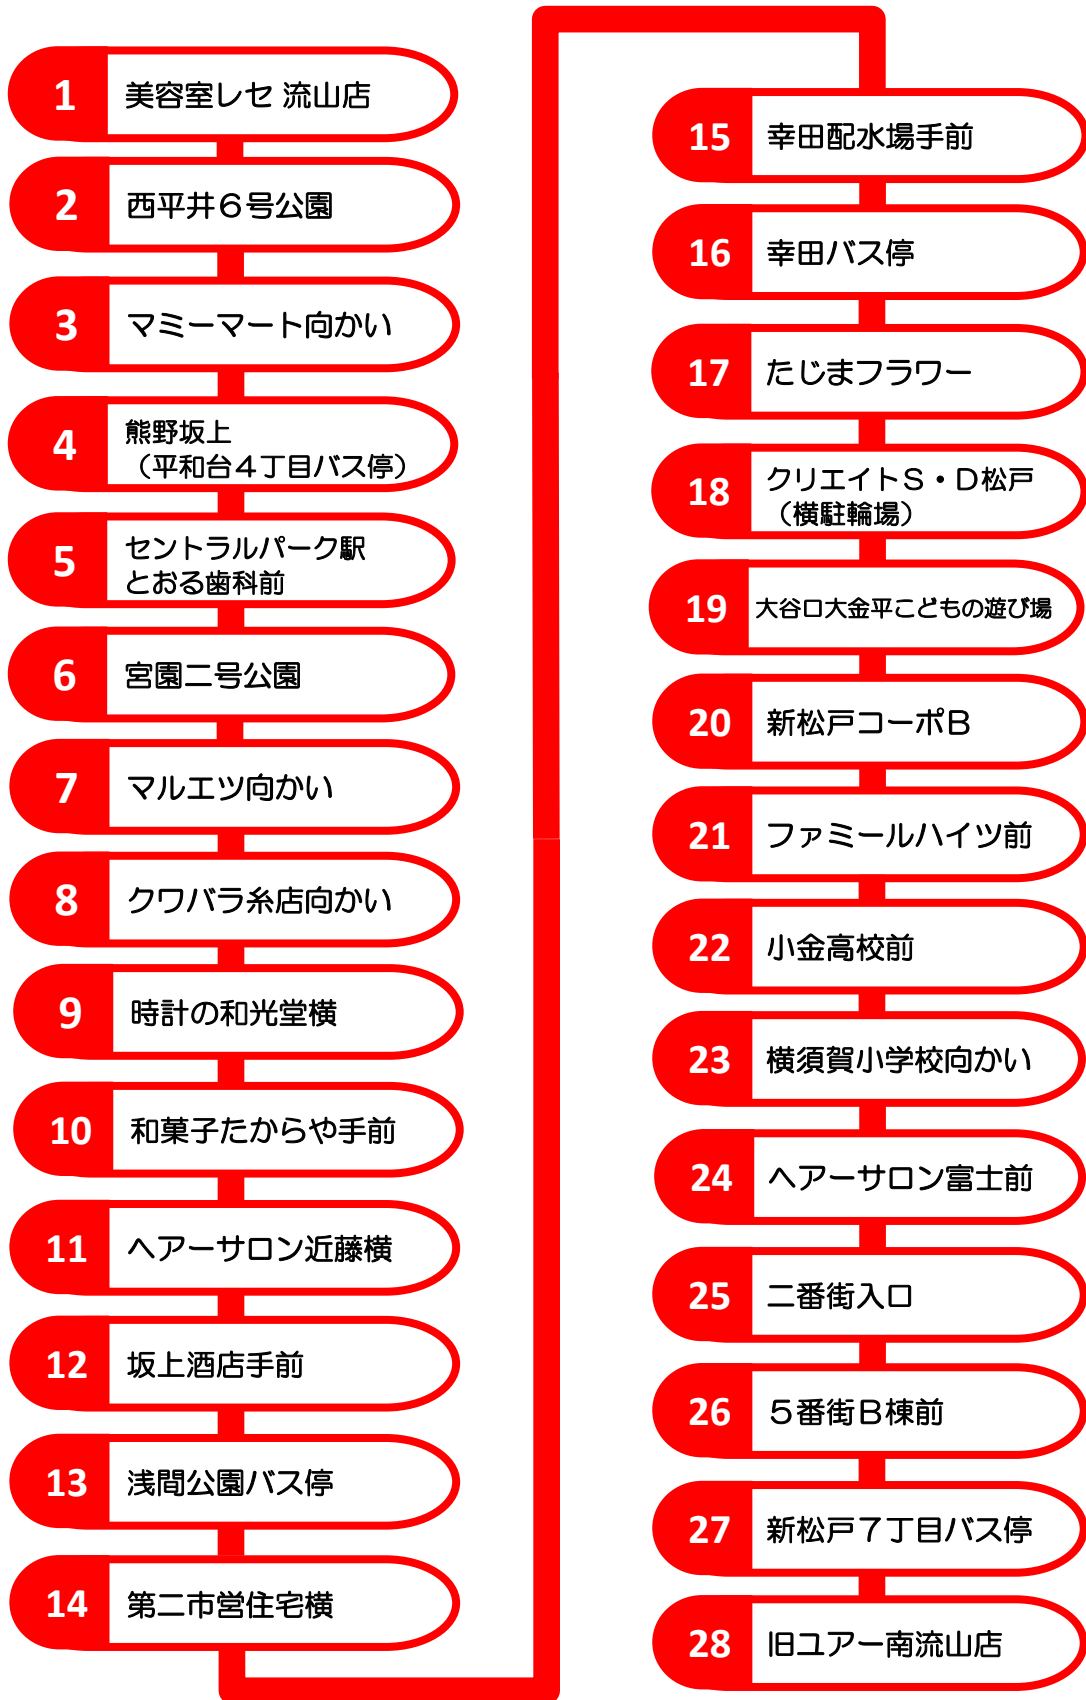 1 美容室レセ 流山店
2 西平井６号公園
3 マミーマート向かい
4 熊野坂上
（平和台４丁目バス停）
5 セントラルパーク駅
とおる歯科前
6 宮園二号公園
7 マルエツ向かい
8 クワバラ糸店向かい
9 時計の和光堂横
10 和菓子たからや手前
11 ヘアーサロン近藤横
12 坂上酒店手前
13 浅間公園バス停
14 第二市営住宅横
15 幸田配水場手前
16 幸田バス停
17 たじまフラワー
18 クリエイトＳ・Ｄ松戸
（横駐輪場）
19 大谷口大金平こどもの遊び場
20 新松戸コーポＢ
21 ファミールハイツ前
22 小金高校前
23 横須賀小学校向かい
24 ヘアーサロン富士前
25 二番街入口
26 ５番街Ｂ棟前
27 新松戸７丁目バス停
28 旧ユアー南流山店